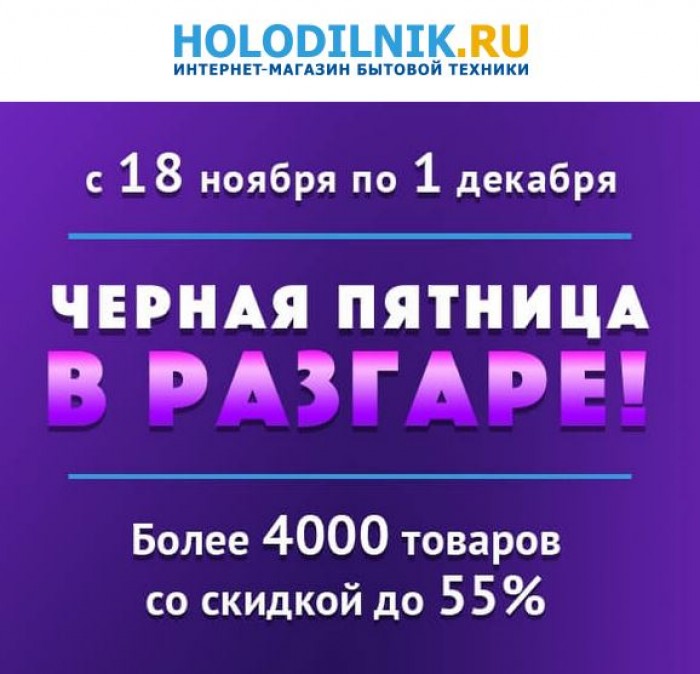 HOLODILNIK.RU
ИНТЕРНЕТ-МАГАЗИН БЫТОВОЙ ТЕХНИКИ
с 18 ноября по 1 декабря
ЧЕРНАЯ ПЯТНИЦА
В РАЗГАРЕ!
Более 4000 товаров
со скидкой до 55%